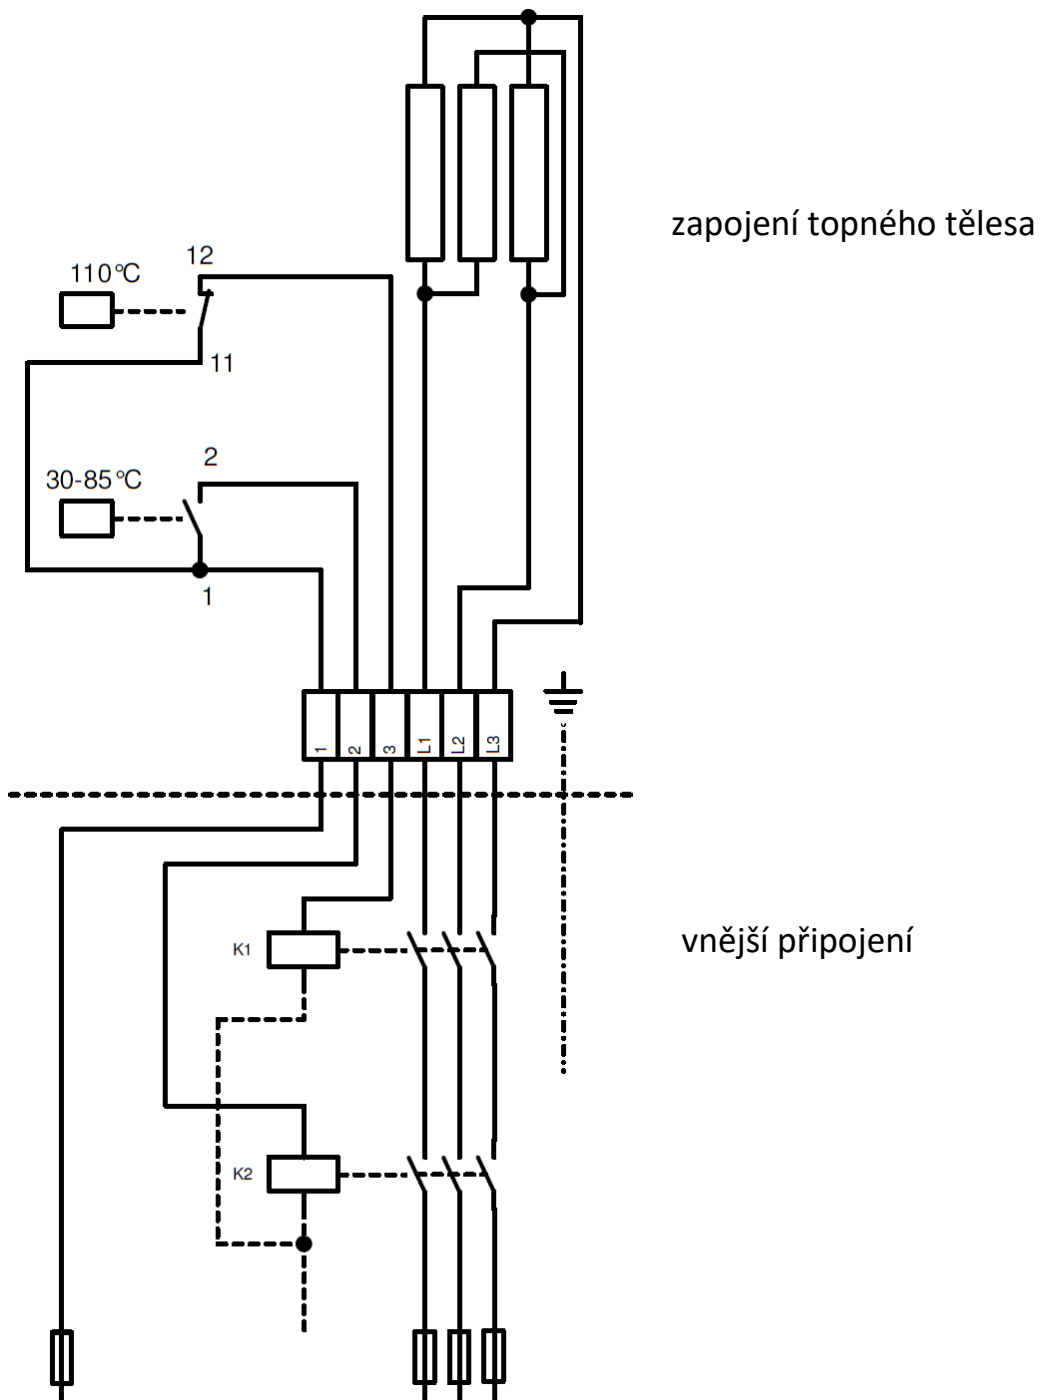 zapojení topného tělesa
12
110°C
11
2
30-85°C
1
1
2
3
L1
L2
L3
vnější připojení
K1
K2